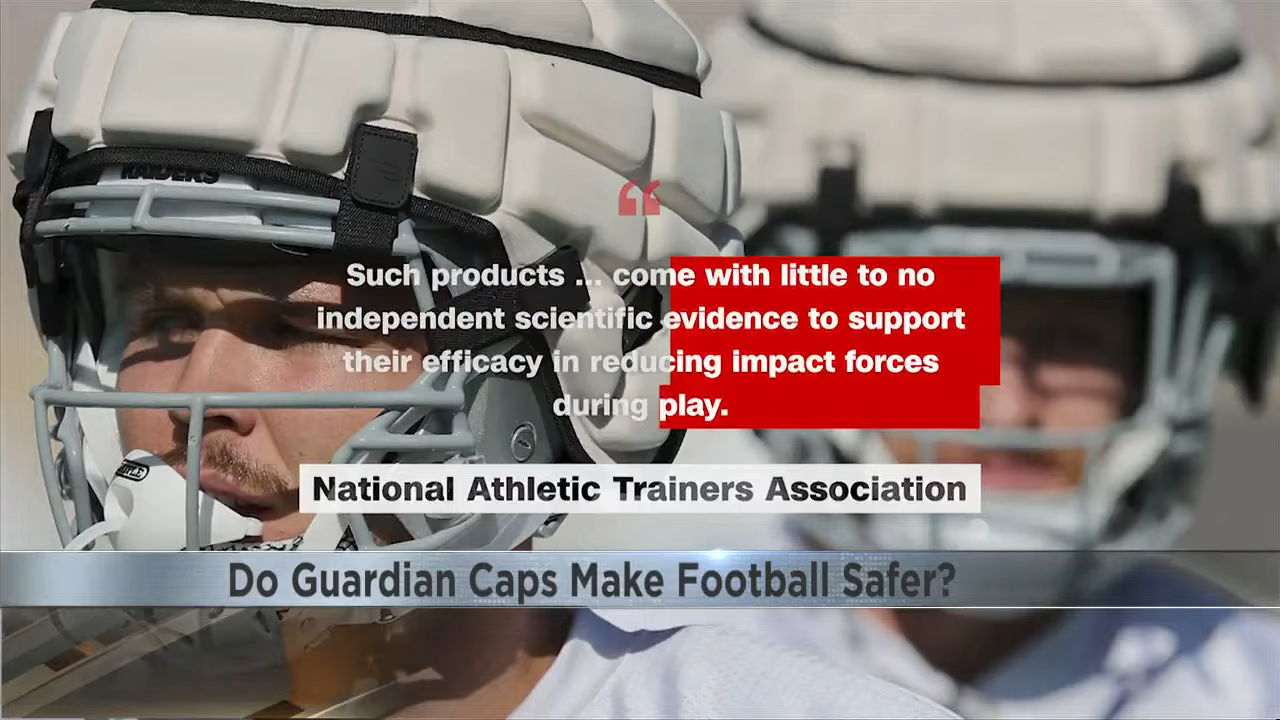 RAIDERS
“
Such products ... come with little to no
independent scientific evidence to support
their efficacy in reducing impact forces
during play.
National Athletic Trainers Association
Do Guardian Caps Make Football Safer?